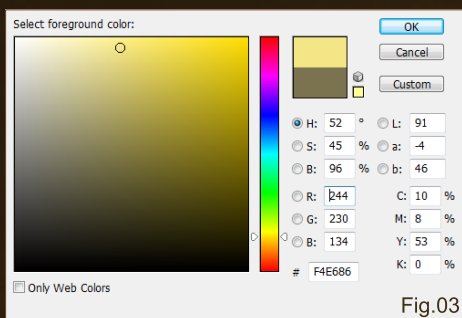 Select foreground color:
OK
Cancel
Custom
H: 52 °
S: 45 %
B: 96 %
R: 244
G: 230
B: 134
# F4E686
L: 91
a: -4
b: 46
C: 10 %
M: 8 %
Y: 53 %
K: 0 %
Only Web Colors
Fig.03